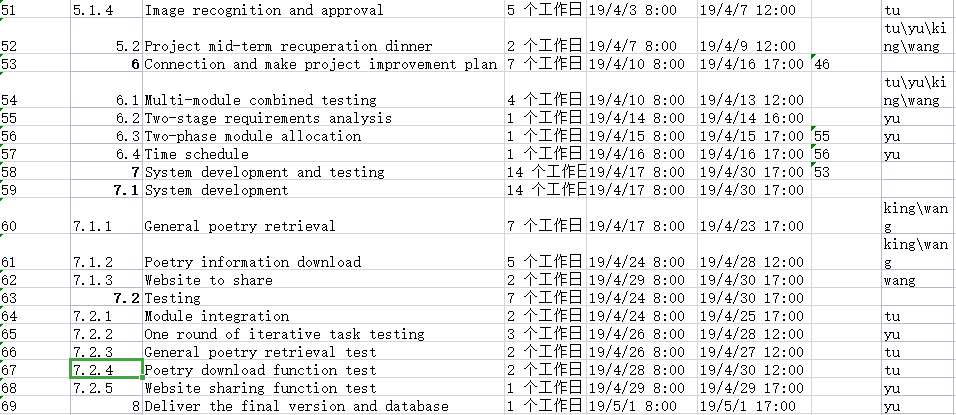 51 5.1.4 Image recognition and approval 5 个工作日 19/4/3 8:00 19/4/7 12:00 tu
52 5.2 Project mid-term recuperation dinner 2 个工作日 19/4/7 8:00 19/4/9 12:00 tu\yu\ki
ng\wang
53 6 Connection and make project improvement plan 7 个工作日 19/4/10 8:00 19/4/16 17:00 46
54 6.1 Multi-module combined testing 4 个工作日 19/4/10 8:00 19/4/13 12:00 tu\yu\ki
ng\wang
55 6.2 Two-stage requirements analysis 1 个工作日 19/4/14 8:00 19/4/14 16:00 yu
56 6.3 Two-phase module allocation 1 个工作日 19/4/15 8:00 19/4/15 17:00 55 yu
57 6.4 Time schedule 1 个工作日 19/4/16 8:00 19/4/16 17:00 56 yu
58 7 System development and testing 14 个工作日 19/4/17 8:00 19/4/30 17:00 53
59 7.1 System development 14 个工作日 19/4/17 8:00 19/4/30 17:00
60 7.1.1 General poetry retrieval 7 个工作日 19/4/17 8:00 19/4/23 17:00 king\wan
g
61 7.1.2 Poetry information download 5 个工作日 19/4/24 8:00 19/4/28 12:00 king\wan
g
62 7.1.3 Website to share 2 个工作日 19/4/29 8:00 19/4/30 17:00 wang
63 7.2 Testing 7 个工作日 19/4/24 8:00 19/4/30 17:00
64 7.2.1 Module integration 2 个工作日 19/4/24 8:00 19/4/25 17:00 tu
65 7.2.2 One round of iterative task testing 3 个工作日 19/4/26 8:00 19/4/28 12:00 yu
66 7.2.3 General poetry retrieval test 2 个工作日 19/4/26 8:00 19/4/27 12:00 tu
67 7.2.4 Poetry download function test 2 个工作日 19/4/28 8:00 19/4/30 12:00 tu
68 7.2.5 Website sharing function test 1 个工作日 19/4/29 8:00 19/4/30 17:00 yu
69 8 Deliver the final version and database 1 个工作日 19/5/1 8:00 19/5/1 17:00 yu